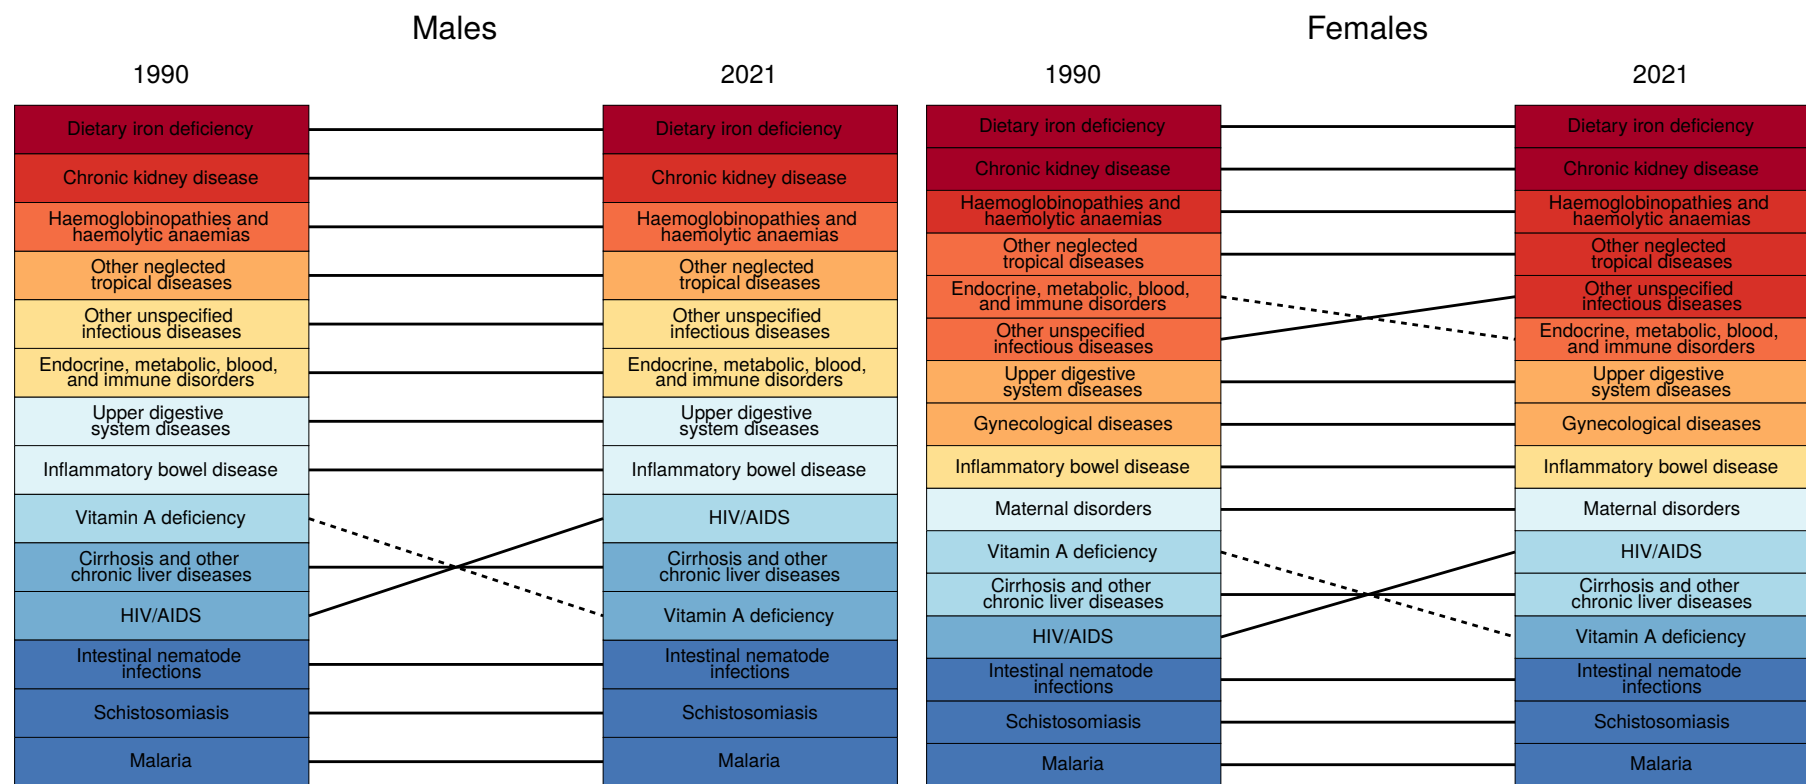 Males
1990
2021
Dietary iron deficiency
Chronic kidney disease
Haemoglobinopathies and
haemolytic anaemias
Other neglected
tropical diseases
Other unspecified
infectious diseases
Endocrine, metabolic, blood,
and immune disorders
Upper digestive
system diseases
Inflammatory bowel disease
Vitamin A deficiency
Cirrhosis and other
chronic liver diseases
HIV/AIDS
Intestinal nematode
infections
Schistosomiasis
Malaria
Dietary iron deficiency
Chronic kidney disease
Haemoglobinopathies and
haemolytic anaemias
Other neglected
tropical diseases
Other unspecified
infectious diseases
Endocrine, metabolic, blood,
and immune disorders
Upper digestive
system diseases
Inflammatory bowel disease
HIV/AIDS
Cirrhosis and other
chronic liver diseases
Vitamin A deficiency
Intestinal nematode
infections
Schistosomiasis
Malaria
Females
1990
2021
Dietary iron deficiency
Chronic kidney disease
Haemoglobinopathies and
haemolytic anaemias
Other neglected
tropical diseases
Endocrine, metabolic, blood,
and immune disorders
Other unspecified
infectious diseases
Upper digestive
system diseases
Gynecological diseases
Inflammatory bowel disease
Maternal disorders
Vitamin A deficiency
Cirrhosis and other
chronic liver diseases
HIV/AIDS
Intestinal nematode
infections
Schistosomiasis
Malaria
Dietary iron deficiency
Chronic kidney disease
Haemoglobinopathies and
haemolytic anaemias
Other neglected
tropical diseases
Other unspecified
infectious diseases
Endocrine, metabolic, blood,
and immune disorders
Upper digestive
system diseases
Gynecological diseases
Inflammatory bowel disease
Maternal disorders
HIV/AIDS
Cirrhosis and other
chronic liver diseases
Vitamin A deficiency
Intestinal nematode
infections
Schistosomiasis
Malaria